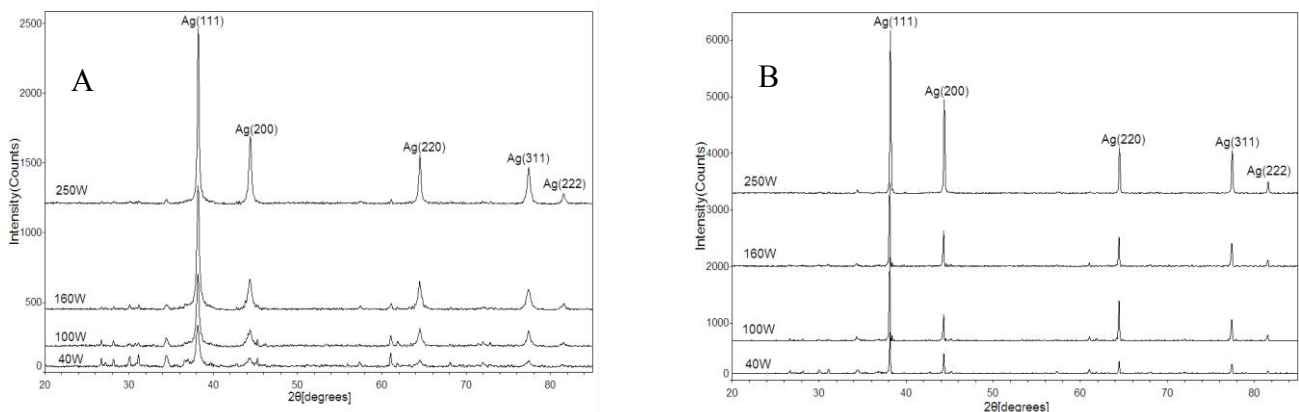 A
Intensity(Counts)
2500
2000
1500
1000
500
0
Ag(111)
Ag(200)
Ag(220)
Ag(311)
Ag(222)
250W
160W
100W
40W
20 30 40 50 60 70 80
2θ[degrees]
B
Intensity(Counts)
6000
5000
4000
3000
2000
1000
0
Ag(111)
Ag(200)
Ag(220)
Ag(311)
Ag(222)
250W
160W
100W
40W
20 30 40 50 60 70 80
2θ[degrees]